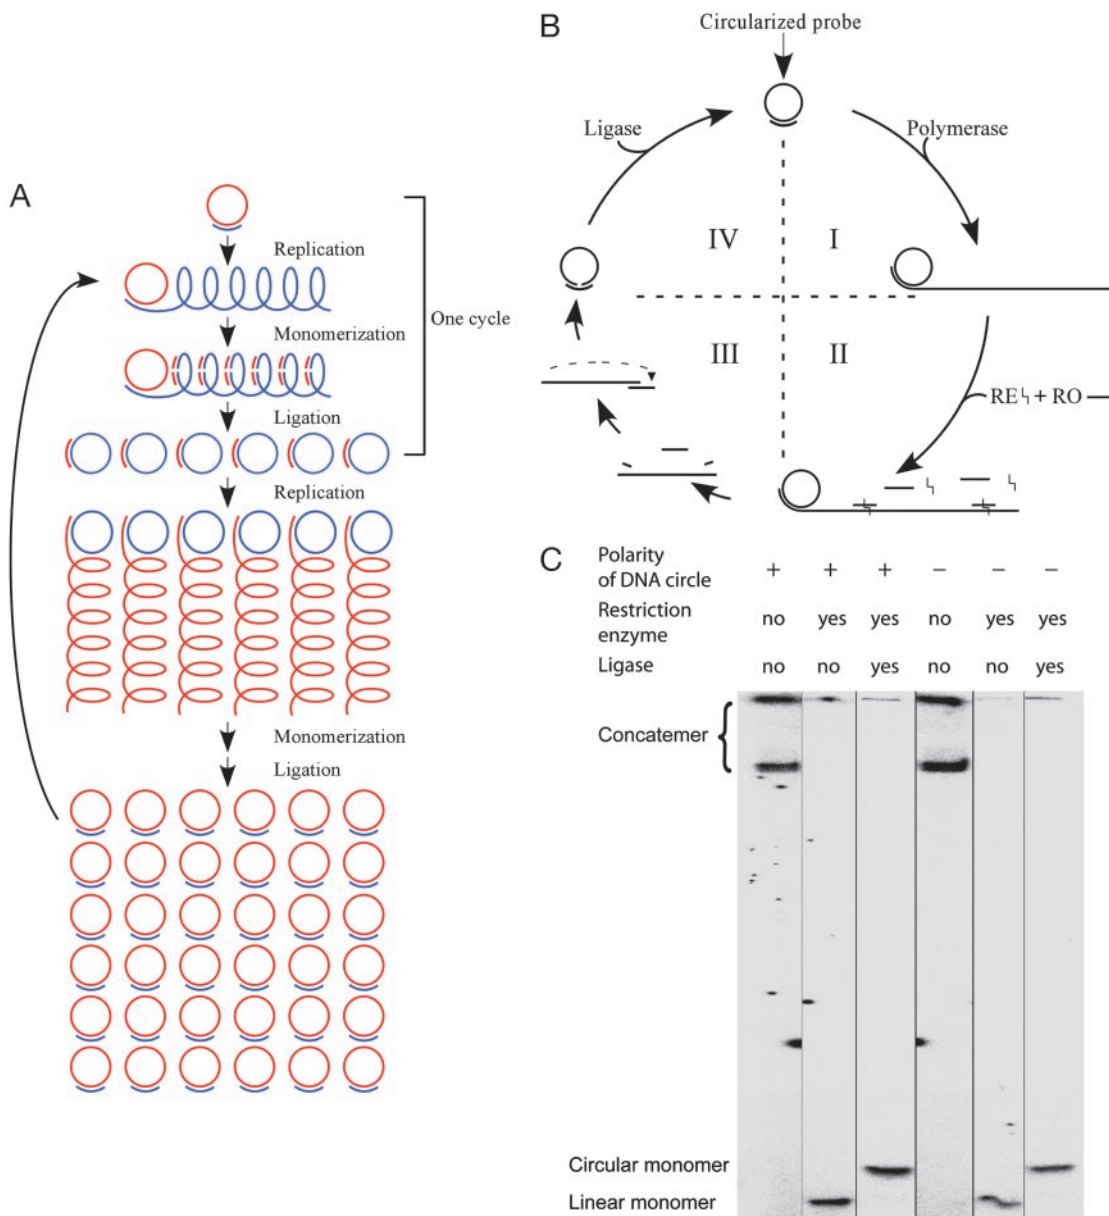 A
Replication
Monomerization
One cycle
Ligation
Replication
Monomerization
Ligation
B
Circularized probe
Ligase
Polymerase
IV I
III II
RE + RO
C
Polarity
of DNA circle + + + – – –
Restriction
enzyme no yes yes no yes yes
Ligase no no yes no no yes
Concatemer
Circular monomer
Linear monomer